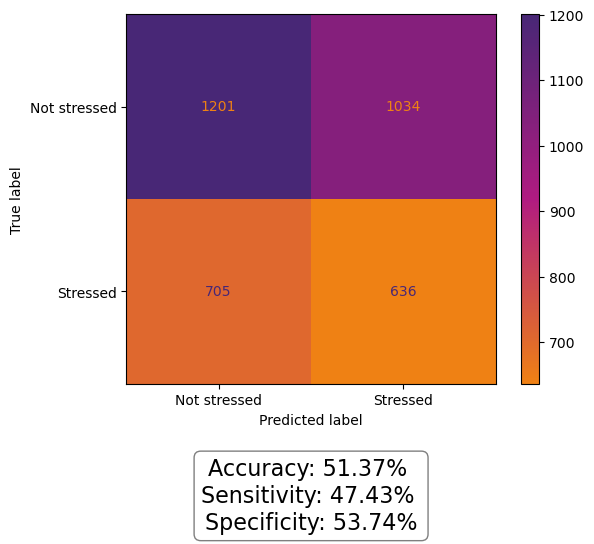 1200
Not stressed 1201 1034
1100
1000
True label
900
800
Stressed 705 636
700
Not stressed Stressed
Predicted label
Accuracy: 51.37%
Sensitivity: 47.43%
Specificity: 53.74%